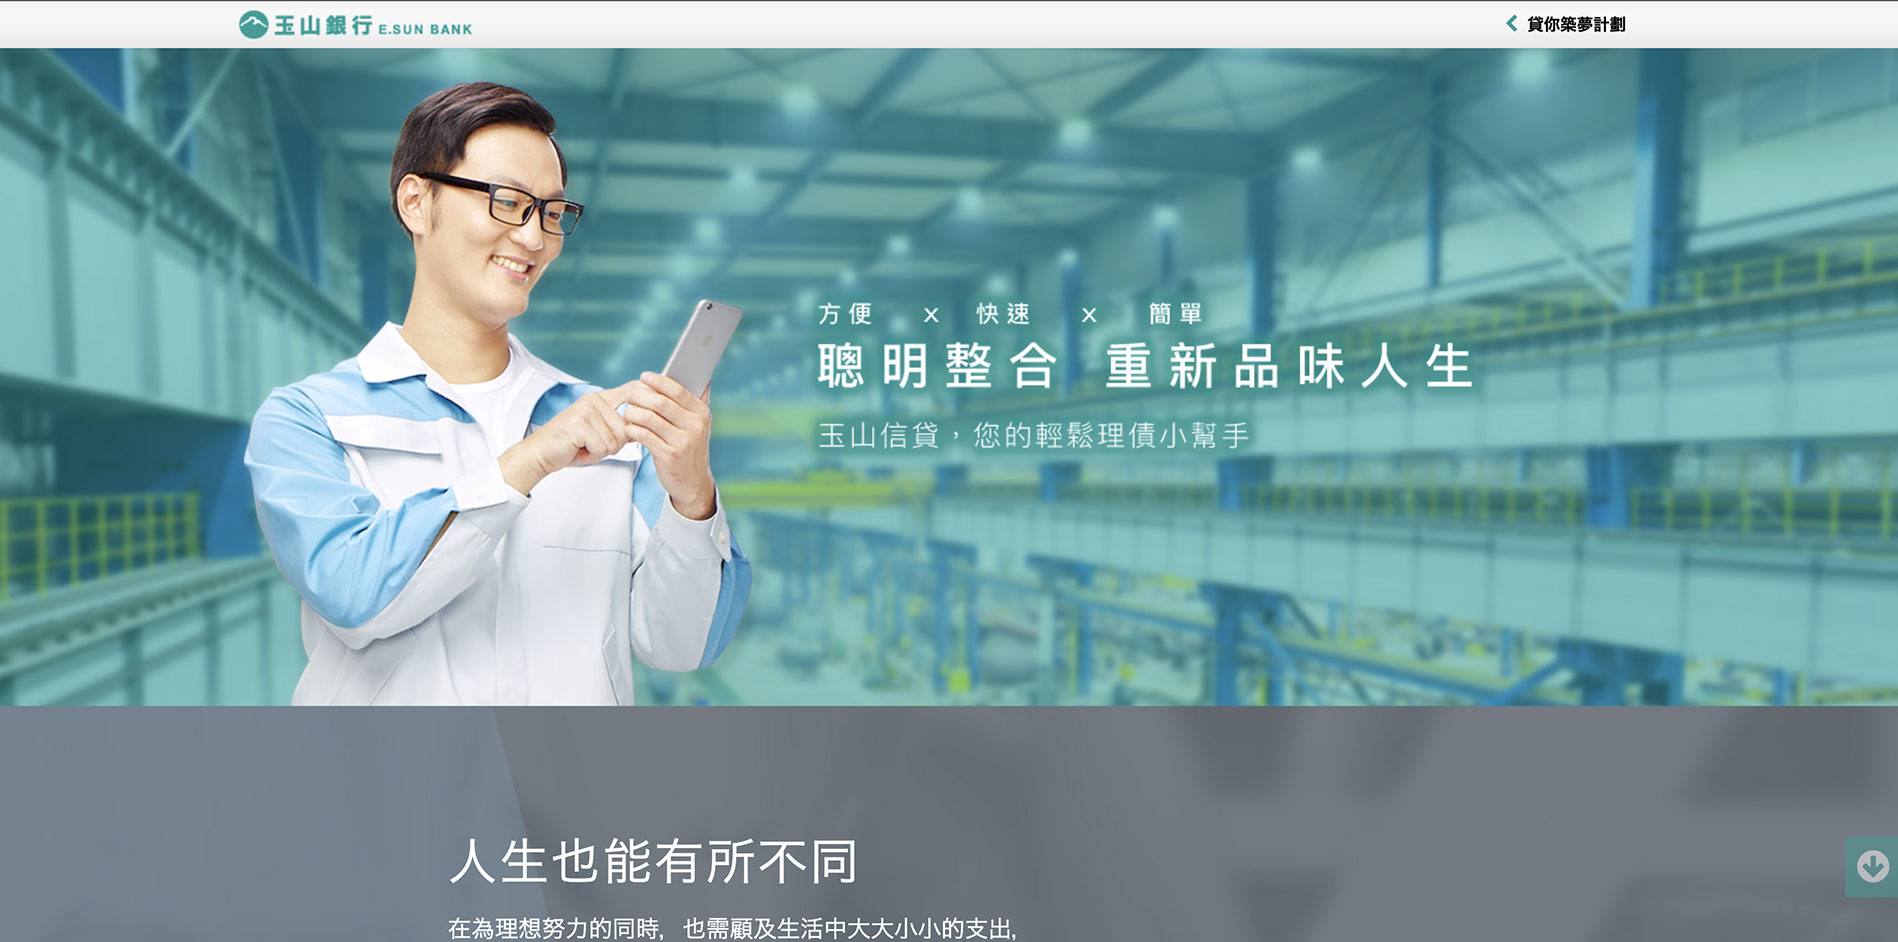 玉山銀行 E.SUN BANK
貸你築夢計劃
方便 x 快速 x 簡單
聰明整合 重新品味人生
玉山信貸，您的輕鬆理債小幫手
人生也能有所不同
在為理想努力的同時，也需顧及生活中大大小小的支出，